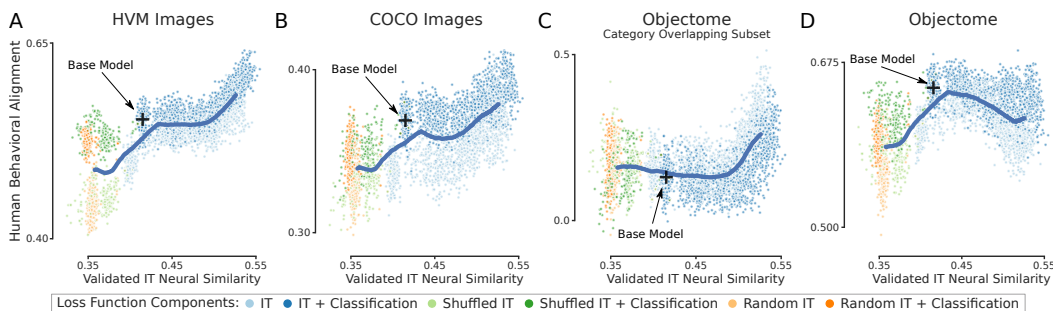 A HVM Images
B COCO Images
C Objectome
Category Overlapping Subset
D Objectome
Human Behavioral Alignment
0.65
0.40
Base Model
0.35 0.45 0.55
Validated IT Neural Similarity
0.40
0.30
Base Model
0.35 0.45 0.55
Validated IT Neural Similarity
0.5
0.0
Base Model
0.35 0.45 0.55
Validated IT Neural Similarity
0.675
0.500
Base Model
0.35 0.45 0.55
Validated IT Neural Similarity
Loss Function Components: IT IT + Classification Shuffled IT Shuffled IT + Classification Random IT Random IT + Classification